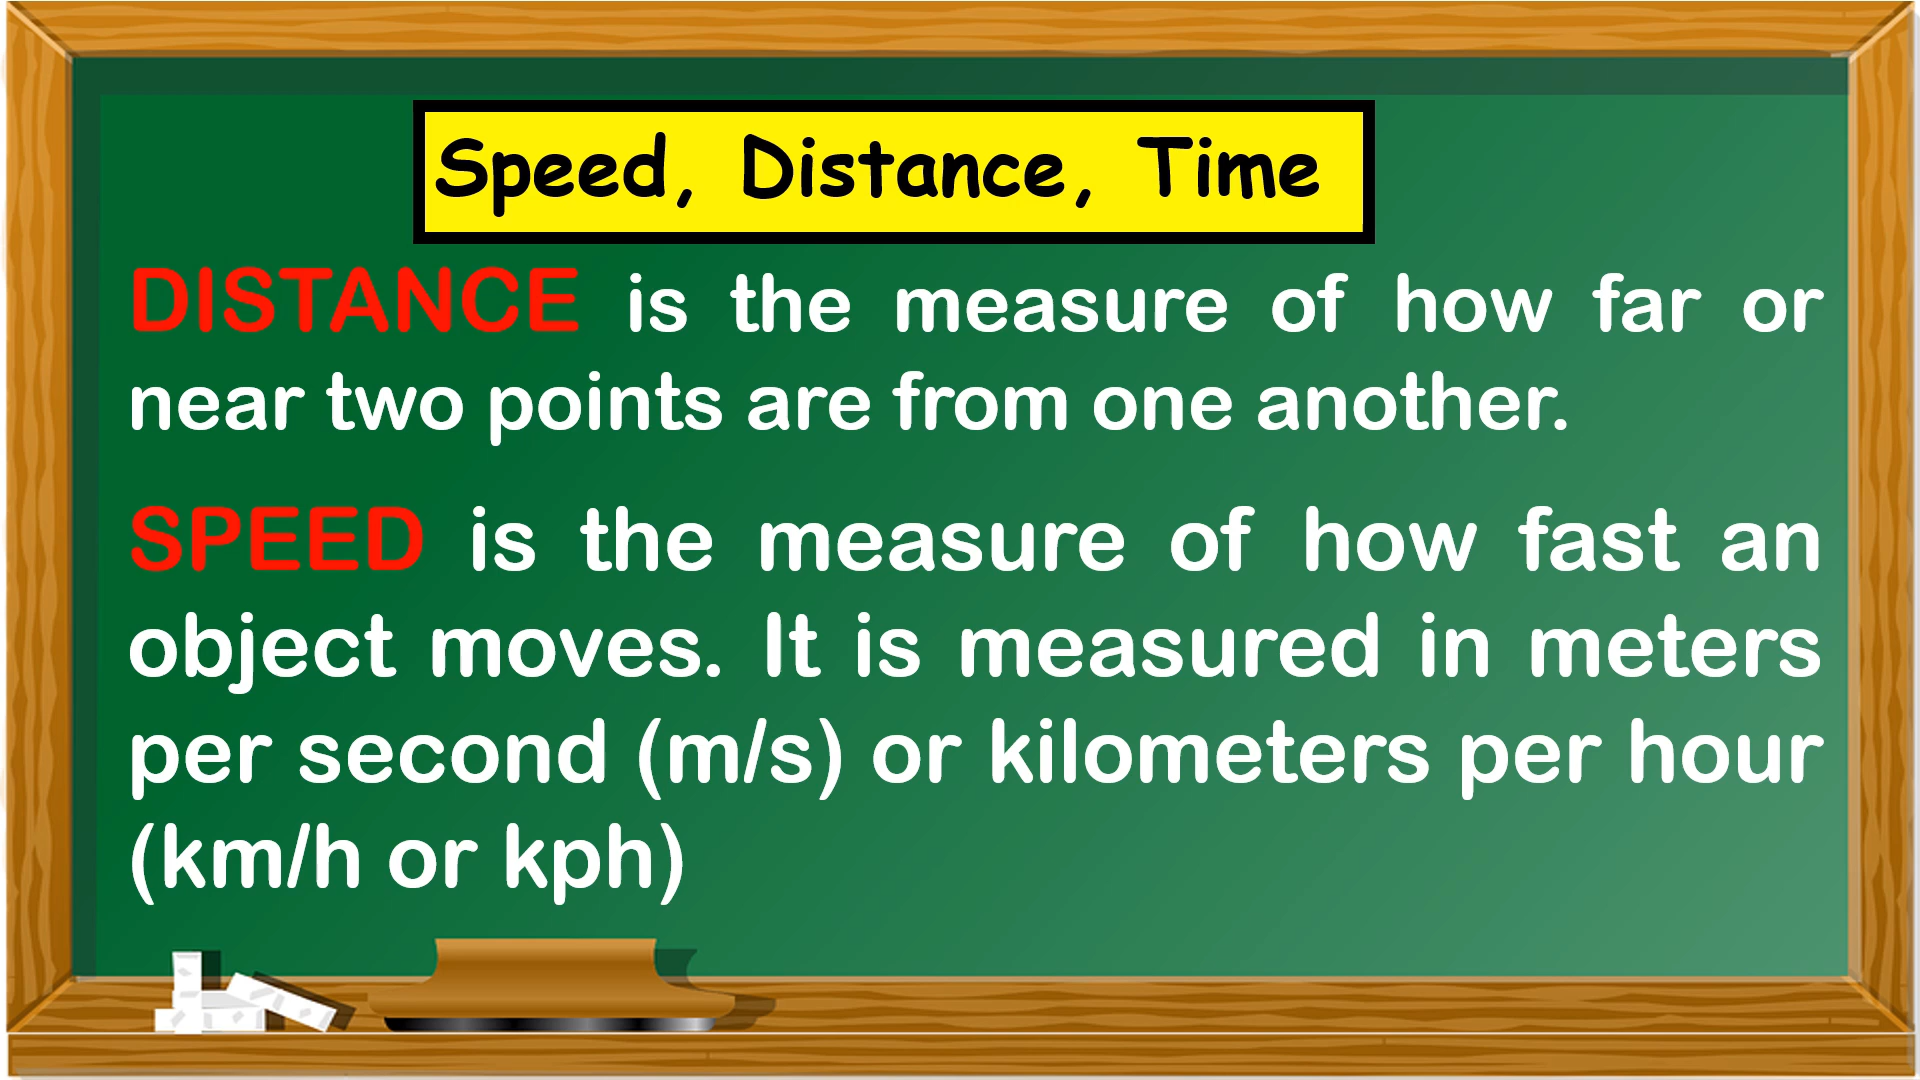 Speed, Distance, Time
DISTANCE is the measure of how far or
near two points are from one another.
SPEED is the measure of how fast an
object moves. It is measured in meters
per second (m/s) or kilometers per hour
(km/h or kph)